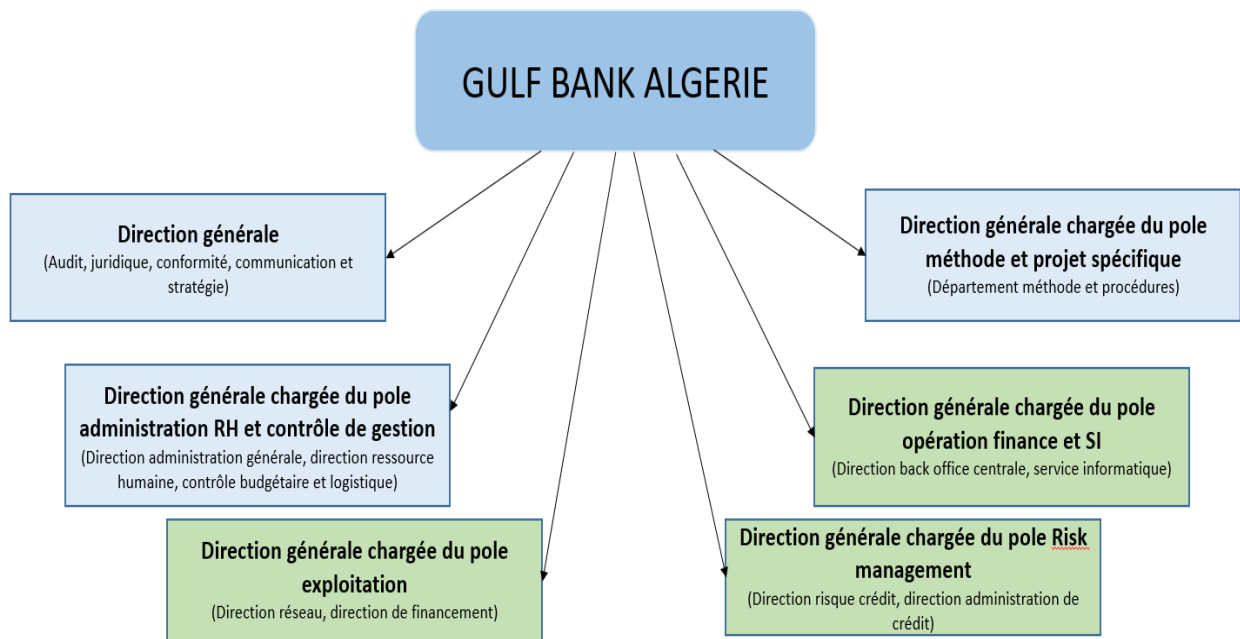 GULF BANK ALGERIE
Direction générale
(Audit, juridique, conformité, communication et
stratégie)
Direction générale chargée du pole
méthode et projet spécifique
(Département méthode et procédures)
Direction générale chargée du pole
administration RH et contrôle de gestion
(Direction administration générale, direction ressource
humaine, contrôle budgétaire et logistique)
Direction générale chargée du pole
opération finance et SI
(Direction back office centrale, service informatique)
Direction générale chargée du pole
exploitation
(Direction réseau, direction de financement)
Direction générale chargée du pole Risk
management
(Direction risque crédit, direction administration de
crédit)